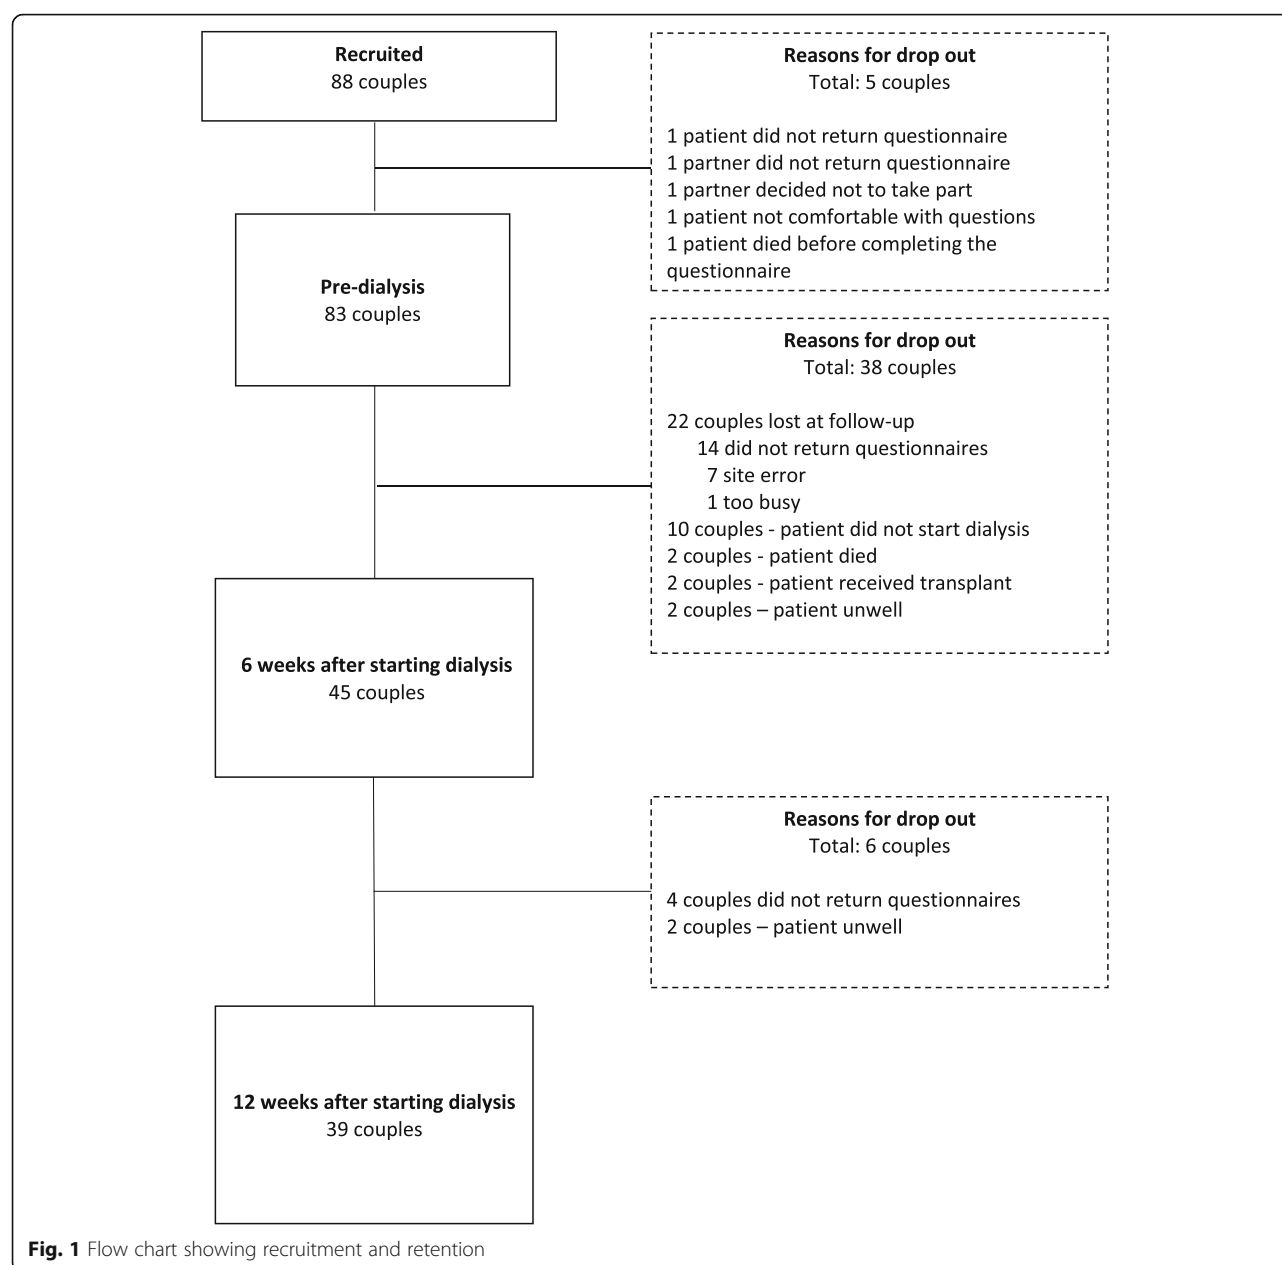 Recruited
88 couples
Reasons for drop out
Total: 5 couples
1 patient did not return questionnaire
1 partner did not return questionnaire
1 partner decided not to take part
1 patient not comfortable with questions
1 patient died before completing the
questionnaire
Pre-dialysis
83 couples
Reasons for drop out
Total: 38 couples
22 couples lost at follow-up
14 did not return questionnaires
7 site error
1 too busy
10 couples - patient did not start dialysis
2 couples - patient died
2 couples - patient received transplant
2 couples – patient unwell
6 weeks after starting dialysis
45 couples
Reasons for drop out
Total: 6 couples
4 couples did not return questionnaires
2 couples – patient unwell
12 weeks after starting dialysis
39 couples
Fig. 1 Flow chart showing recruitment and retention